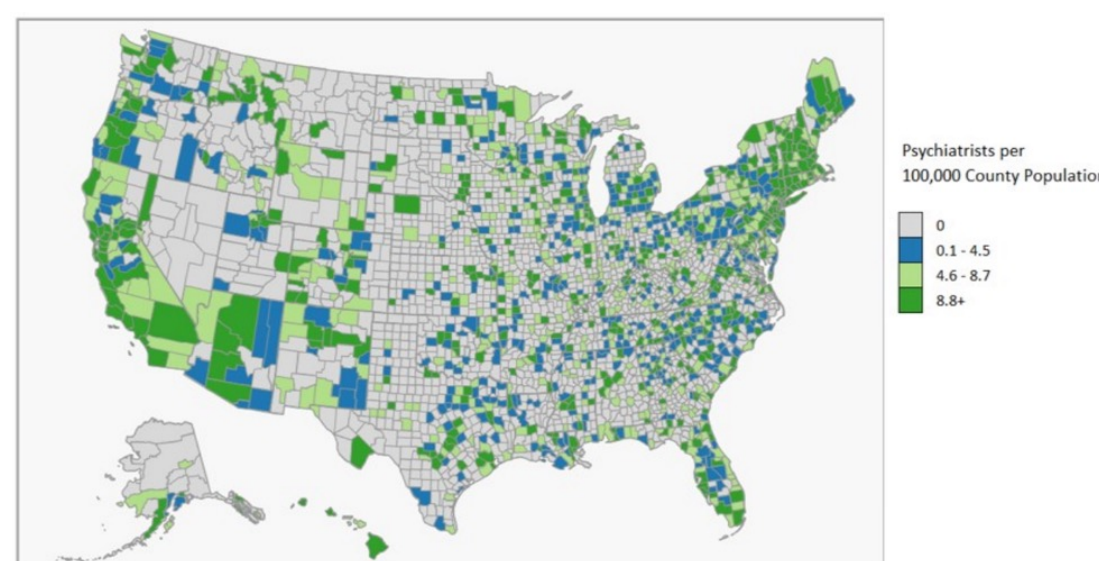 Psychiatrists per
100,000 County Population
0
0.1 - 4.5
4.6 - 8.7
8.8+